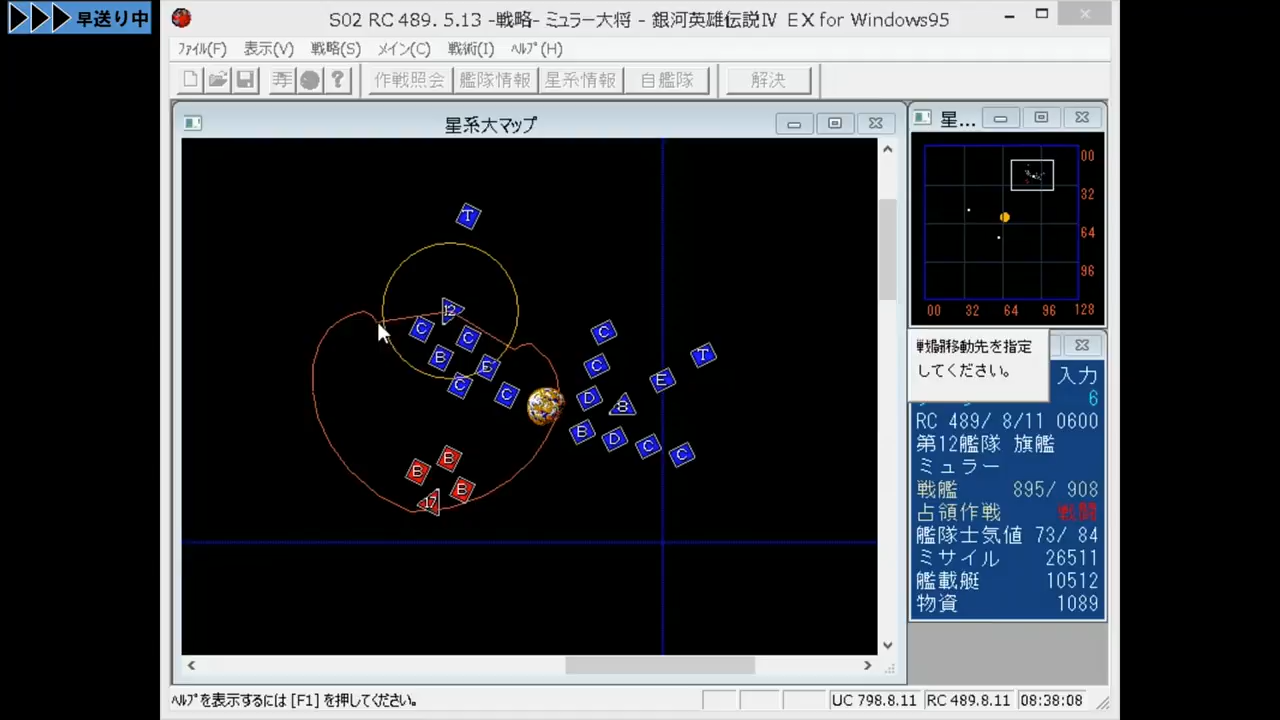 早送り中
S02 RC 489. 5.13 -戦略- ミュラー大将 - 銀河英雄伝説Ⅳ EX for Windows95
ﾌｧｲﾙ(F) 表示(V) 戦略(S) メイン(C) 戦術(I) ﾍﾙﾌﾟ(H)
? 作戦照会 艦隊情報 星系情報 自艦隊 解決
星系大マップ
星...
00
32
64
96
00 32 64 96 128
T
12
C
C
B
E
C
C
C
C
T
E
D
8
B
D
C
C
B
B
B
17
戦闘移動先を指定
してください。
入力
6
RC 489/ 8/11 0600
第12艦隊 旗艦
ミュラー
戦艦 895/ 908
占領作戦 戦闘
艦隊士気値 73/ 84
ミサイル 26511
艦載艇 10512
物資 1089
ﾍﾙﾌﾟを表示するには [F1] を押してください。
UC 798.8.11 RC 489.8.11 08:38:08